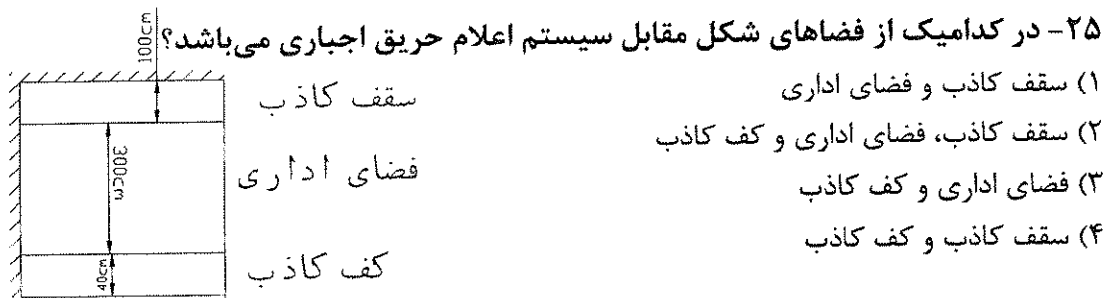 ۲۵- در کدامیک از فضاهای شکل مقابل سیستم اعلام حریق اجباری می‌باشد؟
۱) سقف کاذب و فضای اداری
۲) سقف کاذب، فضای اداری و کف کاذب
۳) فضای اداری و کف کاذب
۴) سقف کاذب و کف کاذب
100cm
سقف کاذب
300cm
فضای اداری
40cm
کف کاذب